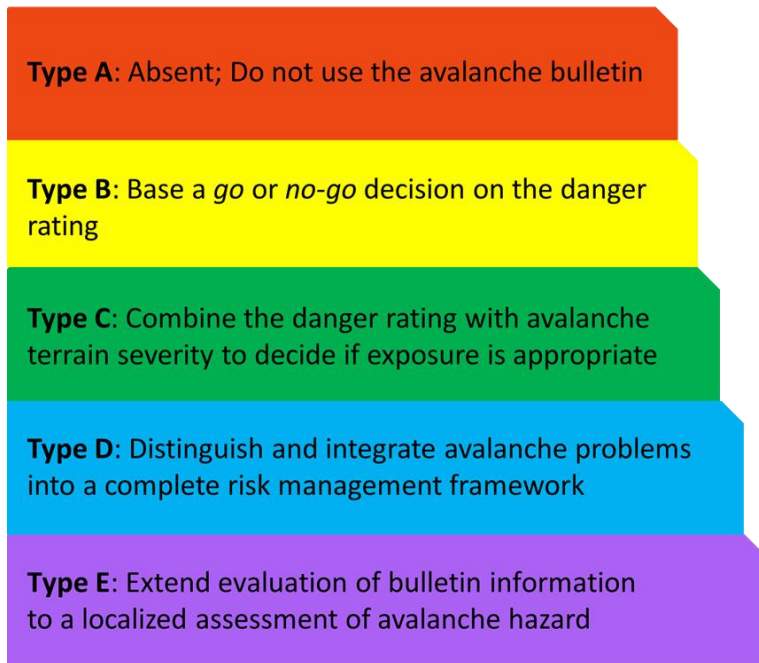 Type A: Absent; Do not use the avalanche bulletin
Type B: Base a go or no-go decision on the danger
rating
Type C: Combine the danger rating with avalanche
terrain severity to decide if exposure is appropriate
Type D: Distinguish and integrate avalanche problems
into a complete risk management framework
Type E: Extend evaluation of bulletin information
to a localized assessment of avalanche hazard